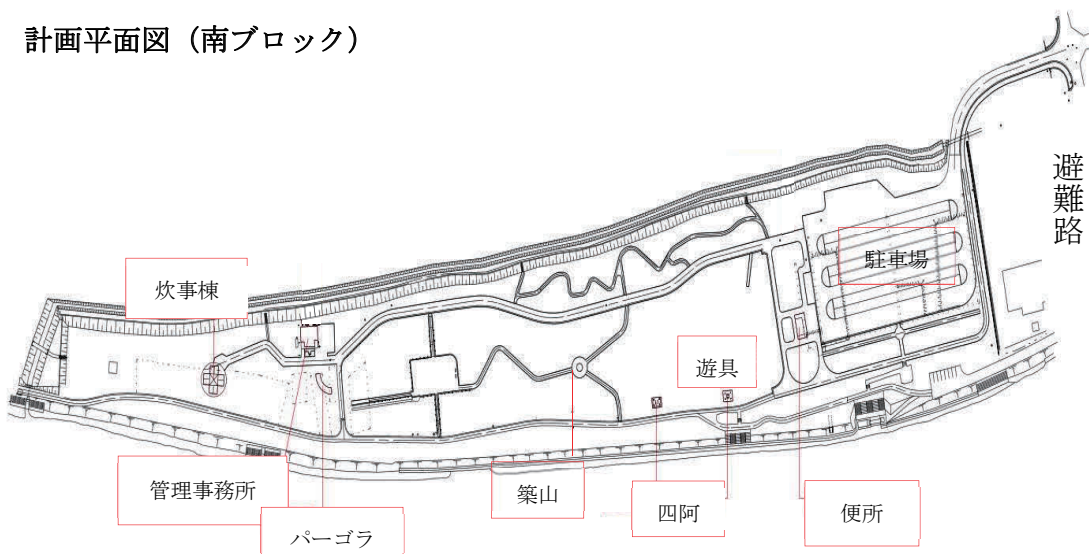 計画平面図（南ブロック）
避難路
駐車場
炊事棟
遊具
管理事務所
パーゴラ
築山
四阿
便所